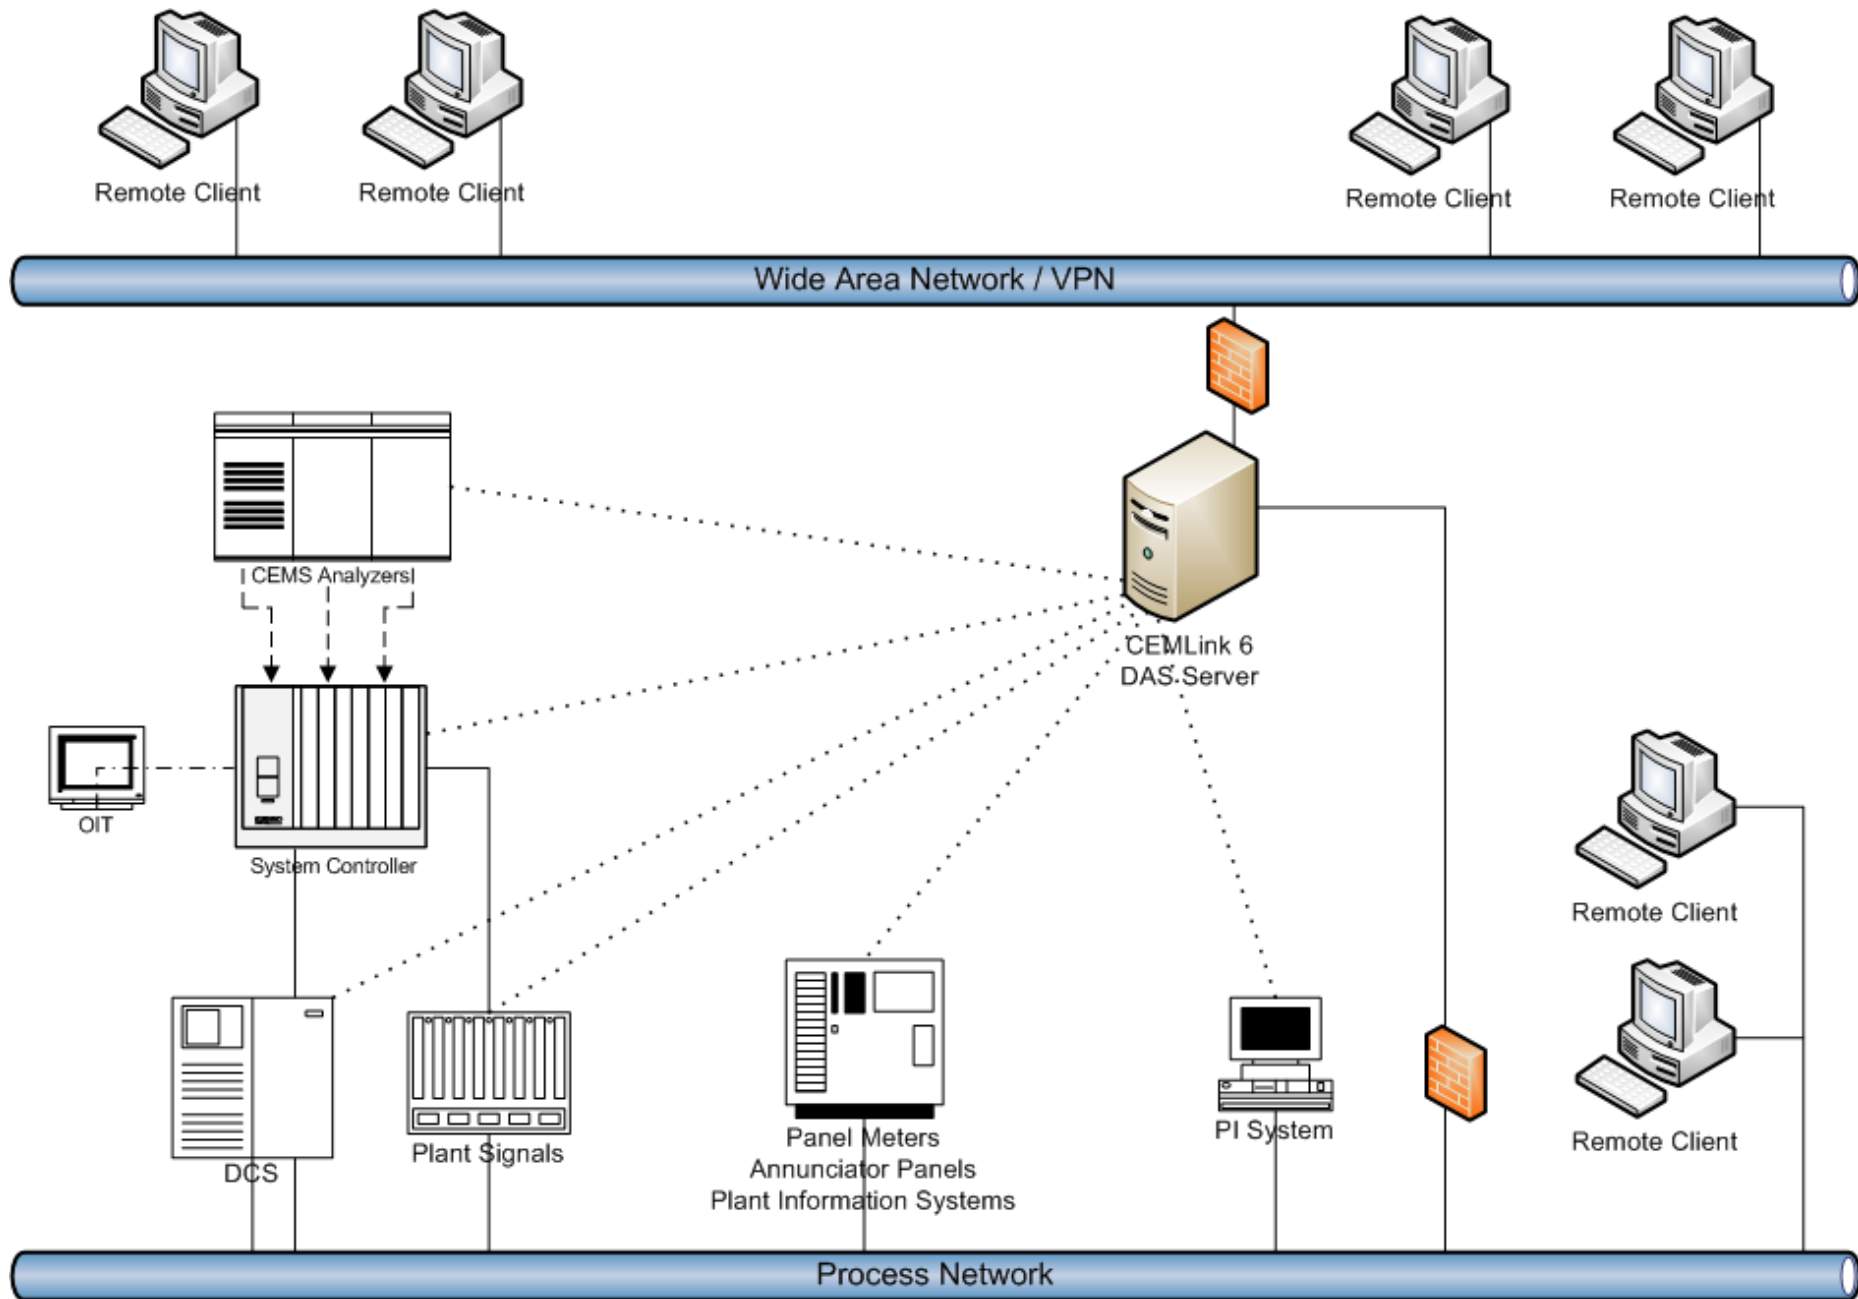 Remote Client
Remote Client
Remote Client
Remote Client
Wide Area Network / VPN
CEMS Analyzers
CEMLink 6
DAS Server
OIT
System Controller
Remote Client
DCS
Plant Signals
Panel Meters
Annunciator Panels
Plant Information Systems
PI System
Remote Client
Process Network